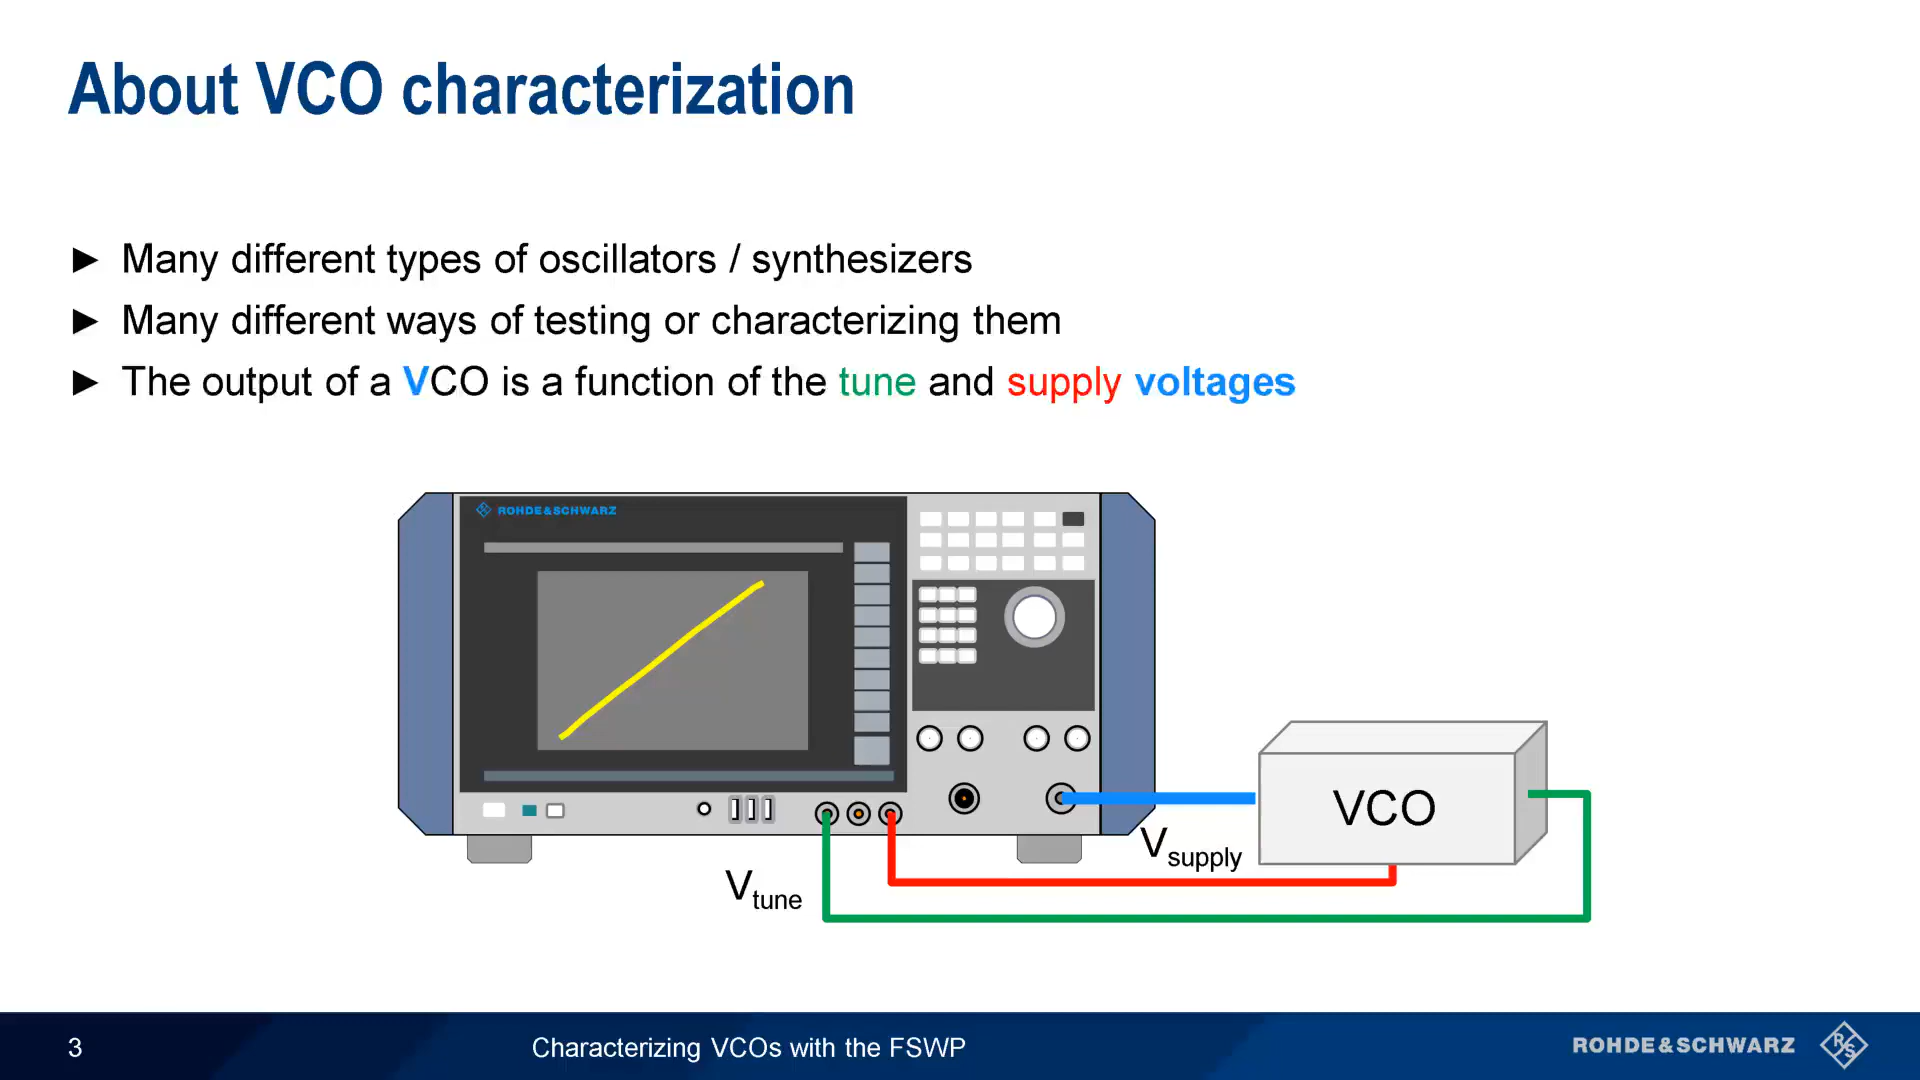 About VCO characterization
► Many different types of oscillators / synthesizers
► Many different ways of testing or characterizing them
► The output of a VCO is a function of the tune and supply voltages
ROHDE&SCHWARZ
VCO
Vsupply
Vtune
3
Characterizing VCOs with the FSWP
ROHDE&SCHWARZ